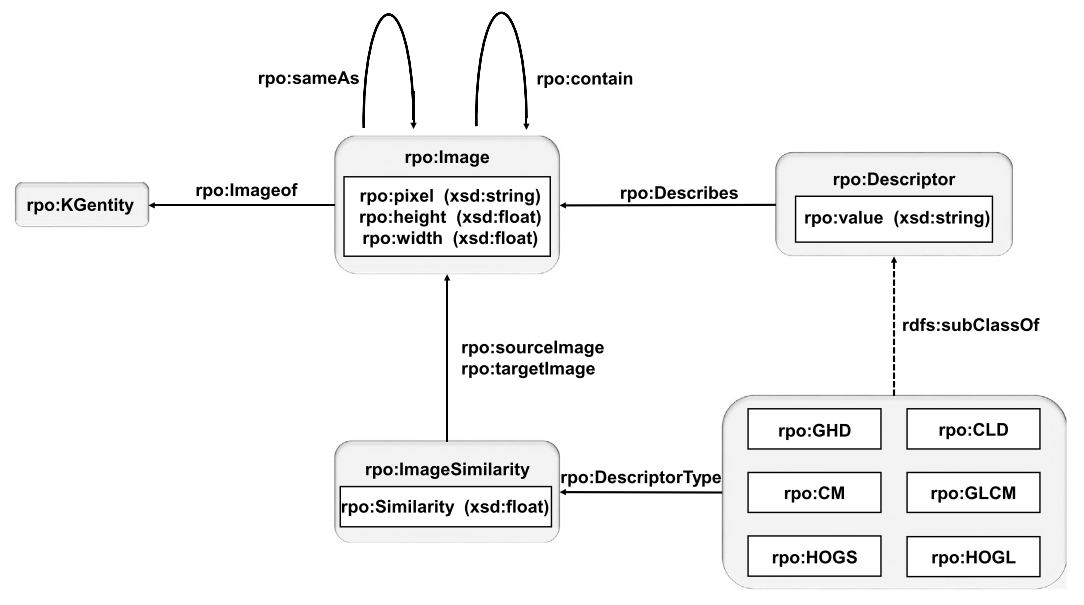 rpo:sameAs
rpo:contain
rpo:Image
rpo:pixel (xsd:string)
rpo:height (xsd:float)
rpo:width (xsd:float)
rpo:KGentity
rpo:Imageof
rpo:Describes
rpo:Descriptor
rpo:value (xsd:string)
rdfs:subClassOf
rpo:sourceImage
rpo:targetImage
rpo:ImageSimilarity
rpo:Similarity (xsd:float)
rpo:DescriptorType
rpo:GHD
rpo:CLD
rpo:CM
rpo:GLCM
rpo:HOGS
rpo:HOGL